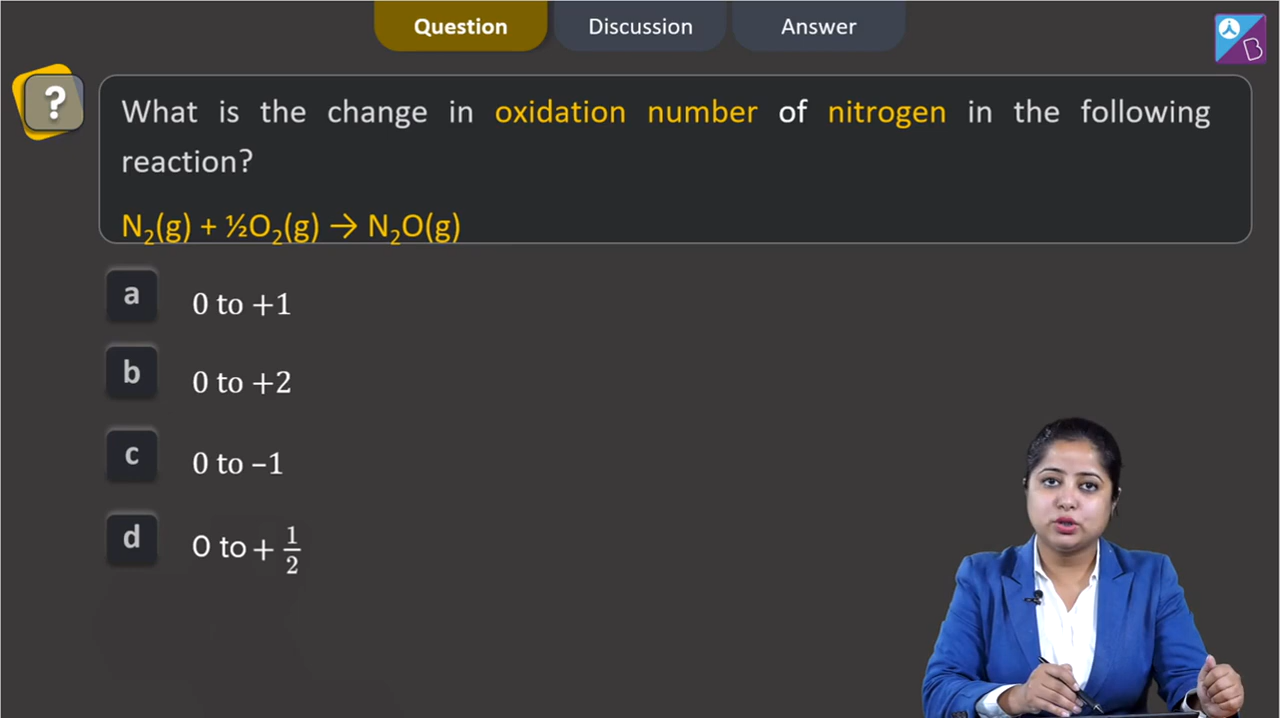 Question Discussion Answer
B
?
What is the change in oxidation number of nitrogen in the following
reaction?
N₂(g) + ½O₂(g) → N₂O(g)
a 0 to +1
b 0 to +2
c 0 to –1
d 0 to + 1/2